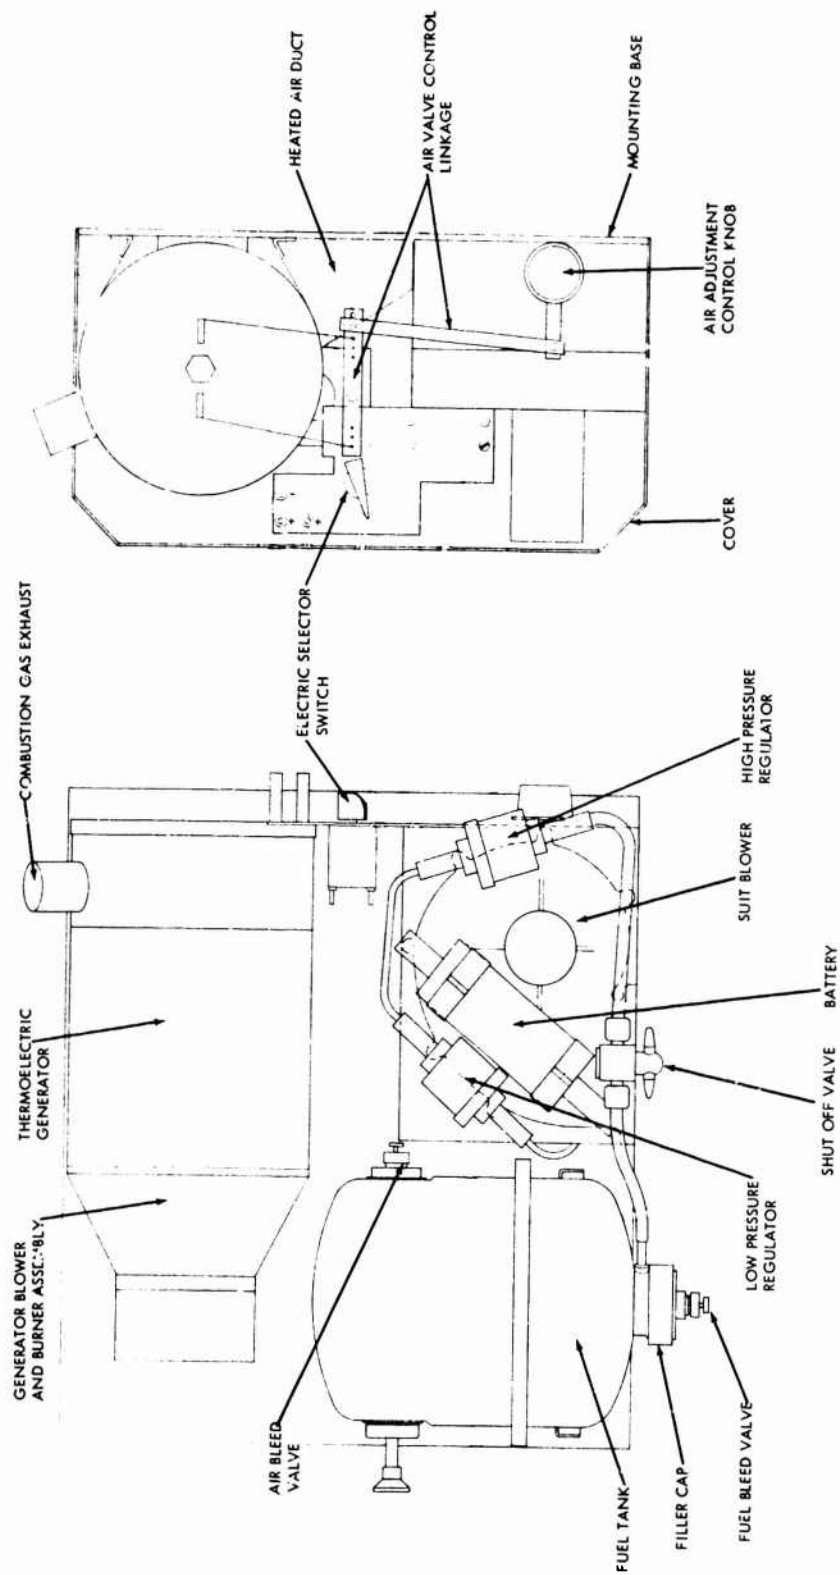 COMBUSTION GAS EXHAUST
THERMOELECTRIC
GENERATOR
GENERATOR BLOWER
AND BURNER ASSEMBLY
ELECTRIC SELECTOR
SWITCH
HIGH PRESSURE
REGULATOR
SUIT BLOWER
BATTERY
SHUT OFF VALVE
LOW PRESSURE
REGULATOR
AIR BLEED
VALVE
FUEL TANK
FILLER CAP
FUEL BLEED VALVE
HEATED AIR DUCT
AIR VALVE CONTROL
LINKAGE
MOUNTING BASE
AIR ADJUSTMENT
CONTROL KNOB
COVER